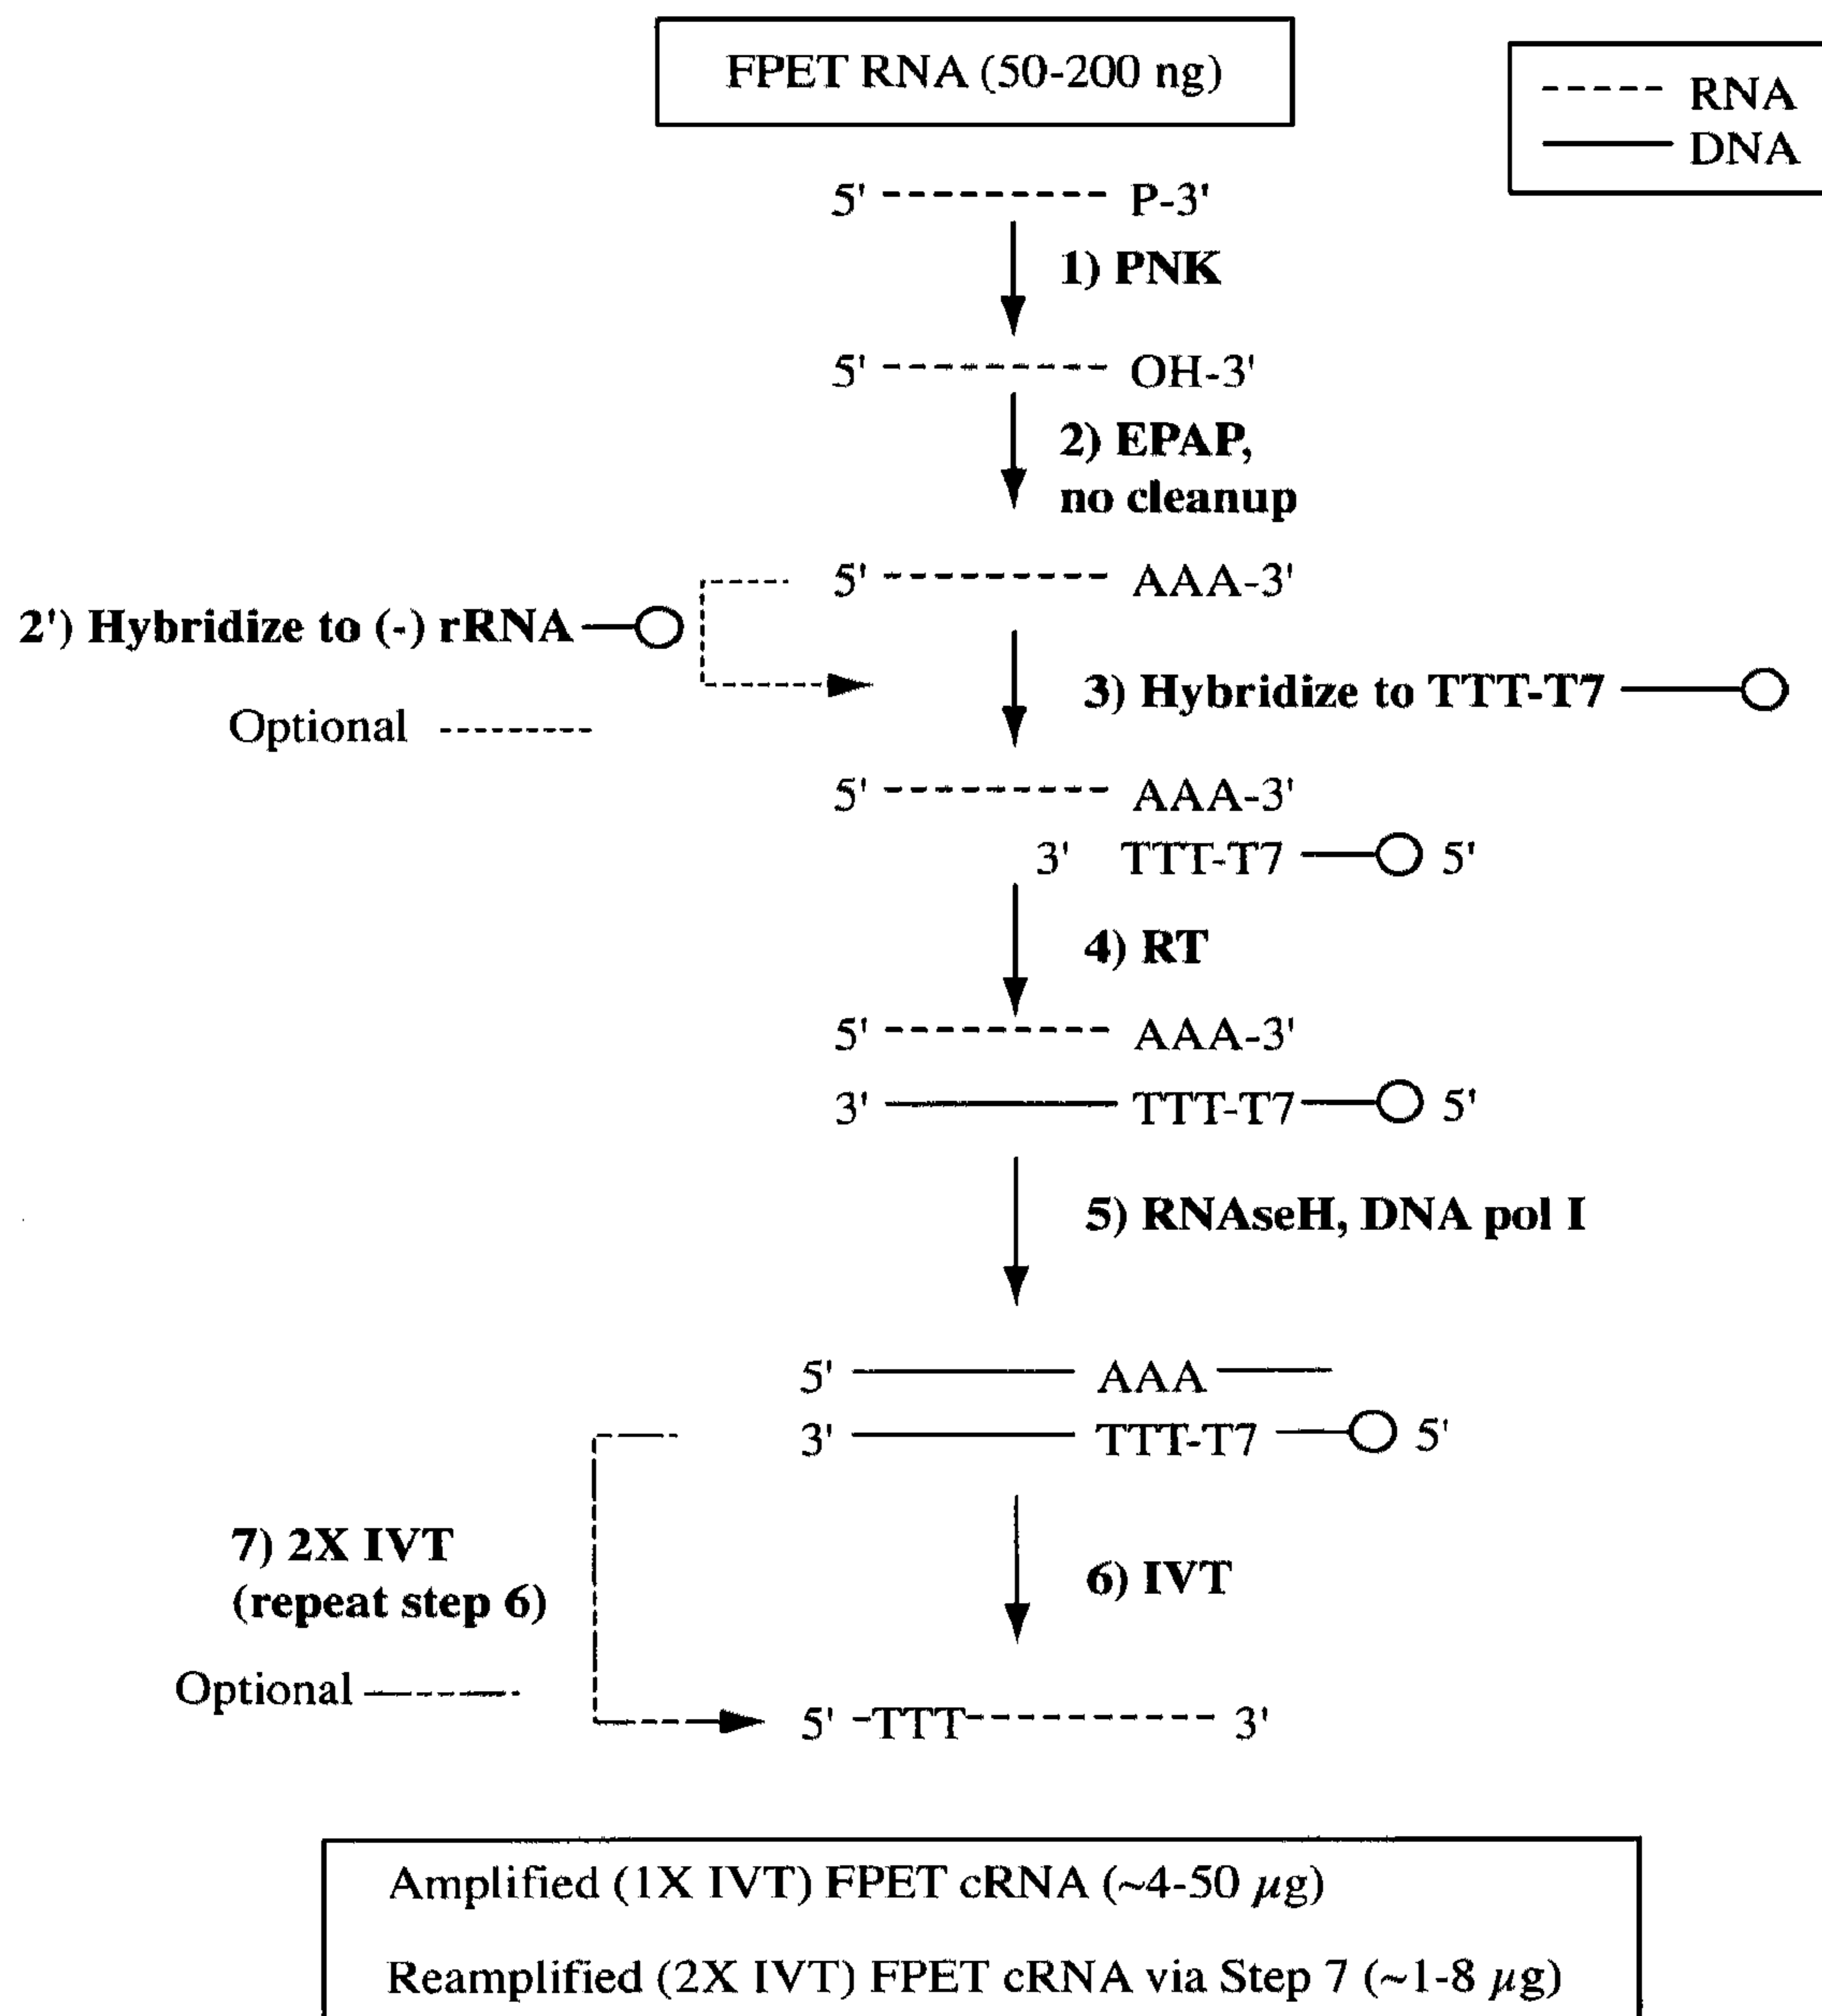 FPET RNA (50-200 ng)
RNA
DNA
5' P-3'
1) PNK
5' OH-3'
2) EPAP,
no cleanup
5' AAA-3'
2') Hybridize to (-) rRNA
3) Hybridize to TTT-T7
Optional
5' AAA-3'
3' TTT-T7 5'
4) RT
5' AAA-3'
3' TTT-T7 5'
5) RNAseH, DNA pol I
5' AAA
3' TTT-T7 5'
7) 2X IVT
(repeat step 6)
6) IVT
Optional
5' -TTT 3'
Amplified (1X IVT) FPET cRNA (~4-50 µg)
Reamplified (2X IVT) FPET cRNA via Step 7 (~1-8 µg)